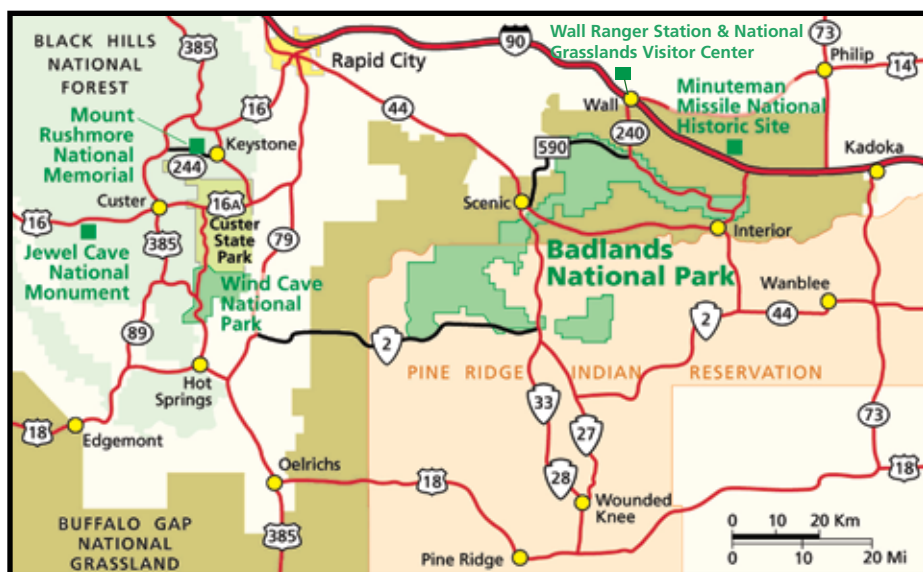 BLACK HILLS
NATIONAL
FOREST
385
Rapid City
90
Wall Ranger Station & National
Grasslands Visitor Center
73
Philip
14
16
44
Wall
Minuteman
Missile National
Historic Site
Mount
Rushmore
National
Memorial
Keystone
244
240
590
Kadoka
Custer
16A
Scenic
16
Custer
State
Park
385
79
Interior
Jewel Cave
National
Monument
Badlands
National Park
Wind Cave
National
Park
Wanblee
44
2
89
2
Hot
Springs
PINE RIDGE INDIAN RESERVATION
33
27
73
18
Edgemont
Oelrichs
18
28
18
Wounded
Knee
BUFFALO GAP
NATIONAL
GRASSLAND
385
Pine Ridge
0 10 20 Km
0 10 20 Mi